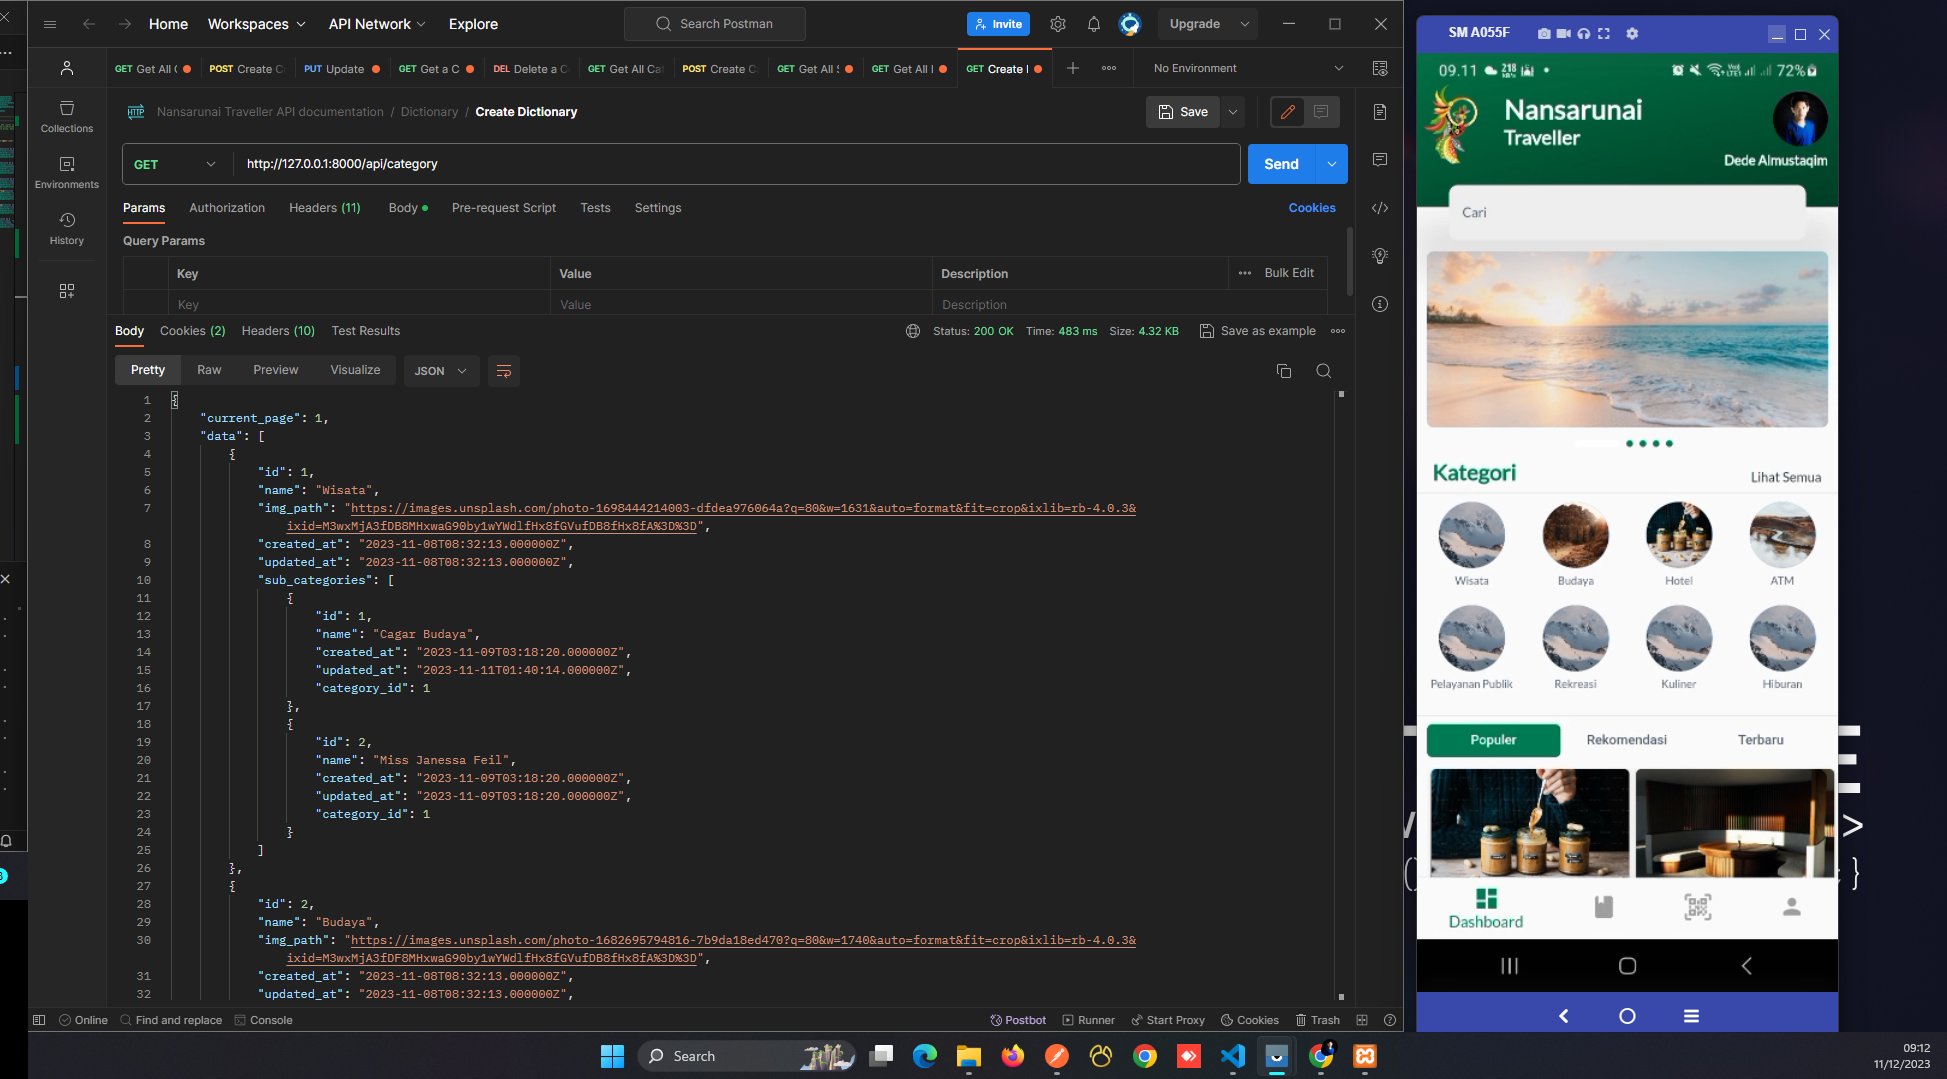 Home Workspaces API Network Explore Search Postman Invite Upgrade
GET Get All PUT Update
GET Get All C POST Create C PUT Update GET Get a C DEL Delete a C GET Get All Ca POST Create C GET Get All S GET Get All GET Create No Environment
Nansarunai Traveller API documentation / Dictionary / Create Dictionary Save
GET http://127.0.0.1:8000/api/category Send
Params Authorization Headers (11) Body Pre-request Script Tests Settings Cookies
Query Params
Key Value Description Bulk Edit
Key Value Description
Collections
Environments
History
Body Cookies (2) Headers (10) Test Results Status: 200 OK Time: 483 ms Size: 4.32 KB Save as example
Pretty Raw Preview Visualize JSON
1 {
2 "current_page": 1,
3 "data": [
4 {
5 "id": 1,
6 "name": "Wisata",
7 "img_path": "https://images.unsplash.com/photo-1698444214003-dfdea976064a?q=80&w=1631&auto=format&fit=crop&ixlib=rb-4.0.3&
ixid=M3wxMjA3fDB8MHxwaG90by1wYWdlfHx8fGVufDB8fHx8fA%3D%3D",
8 "created_at": "2023-11-08T08:32:13.000000Z",
9 "updated_at": "2023-11-08T08:32:13.000000Z",
10 "sub_categories": [
11 {
12 "id": 1,
13 "name": "Cagar Budaya",
14 "created_at": "2023-11-09T03:18:20.000000Z",
15 "updated_at": "2023-11-11T01:40:14.000000Z",
16 "category_id": 1
17 },
18 {
19 "id": 2,
20 "name": "Miss Janessa Feil",
21 "created_at": "2023-11-09T03:18:20.000000Z",
22 "updated_at": "2023-11-09T03:18:20.000000Z",
23 "category_id": 1
24 }
25 ]
26 },
27 {
28 "id": 2,
29 "name": "Budaya",
30 "img_path": "https://images.unsplash.com/photo-1682695794816-7b9da18ed470?q=80&w=1740&auto=format&fit=crop&ixlib=rb-4.0.3&
ixid=M3wxMjA3fDF8MHxwaG90by1wYWdlfHx8fGVufDB8fHx8fA%3D%3D",
31 "created_at": "2023-11-08T08:32:13.000000Z",
32 "updated_at": "2023-11-08T08:32:13.000000Z",
Online Find and replace Console Postbot Runner Start Proxy Cookies Trash
SM A055F
09.11 218 KB/s 72%
Nansarunai
Traveller
Dede Almustaqim
Cari
Kategori Lihat Semua
Wisata Budaya Hotel ATM
Pelayanan Publik Rekreasi Kuliner Hiburan
Populer Rekomendasi Terbaru
Dashboard
Search
09:12
11/12/2023